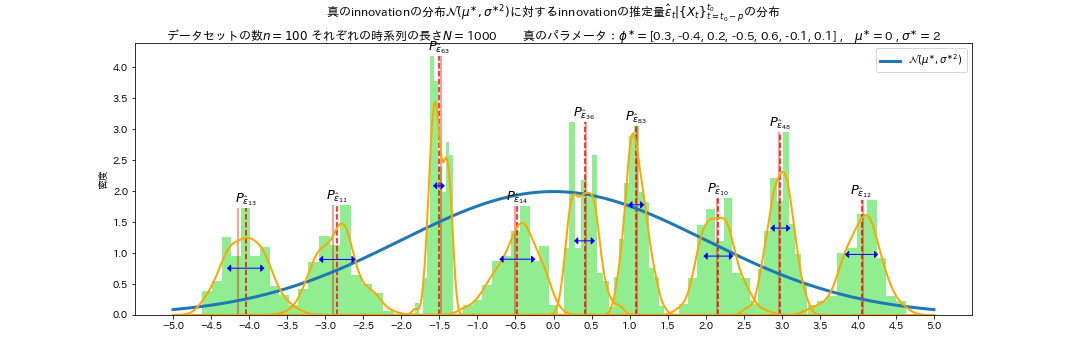 真のinnovationの分布𝒩(μ*, σ*²)に対するinnovationの推定量ε̂ₜ|{Xₜ}ᵗ⁰ₜ₌ₜ₀₋ₚの分布
データセットの数n = 100 それぞれの時系列の長さN = 1000 真のパラメータ : ϕ* = [0.3, -0.4, 0.2, -0.5, 0.6, -0.1, 0.1] , μ* = 0 , σ* = 2
𝒩(μ*, σ*²)
密度
4.0
3.5
3.0
2.5
2.0
1.5
1.0
0.5
0.0
P_ε̂₁₃
P_ε̂₁₁
P_ε̂₆₃
P_ε̂₁₄
P_ε̂₃₆
P_ε̂₈₃
P_ε̂₁₀
P_ε̂₄₈
P_ε̂₁₂
−5.0 −4.5 −4.0 −3.5 −3.0 −2.5 −2.0 −1.5 −1.0 −0.5 0.0 0.5 1.0 1.5 2.0 2.5 3.0 3.5 4.0 4.5 5.0